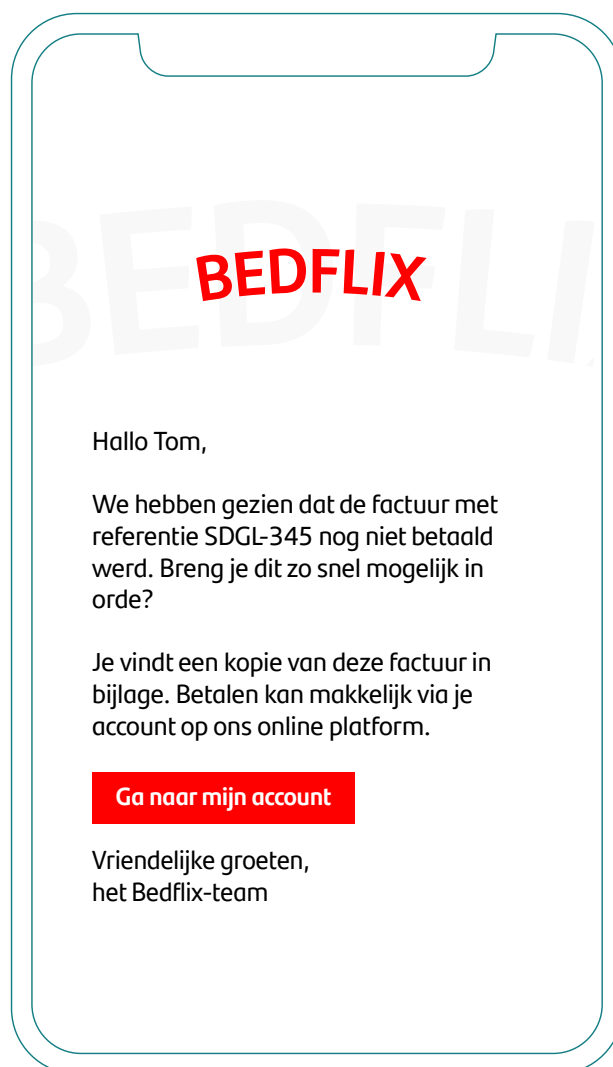 BEDFLIX
BEDFLI
Hallo Tom,
We hebben gezien dat de factuur met
referentie SDGL-345 nog niet betaald
werd. Breng je dit zo snel mogelijk in
orde?
Je vindt een kopie van deze factuur in
bijlage. Betalen kan makkelijk via je
account op ons online platform.
Ga naar mijn account
Vriendelijke groeten,
het Bedflix-team